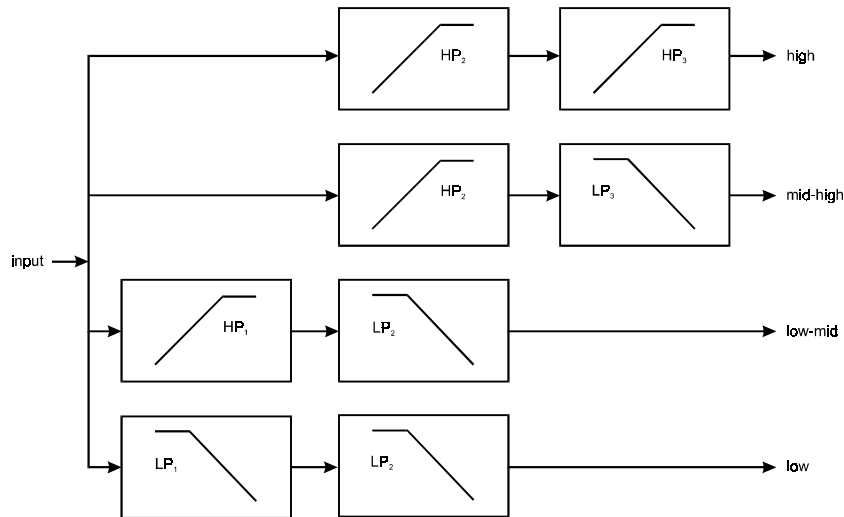 HP₂ HP₃ high
HP₂ LP₃ mid-high
input
HP₁ LP₂ low-mid
LP₁ LP₂ low